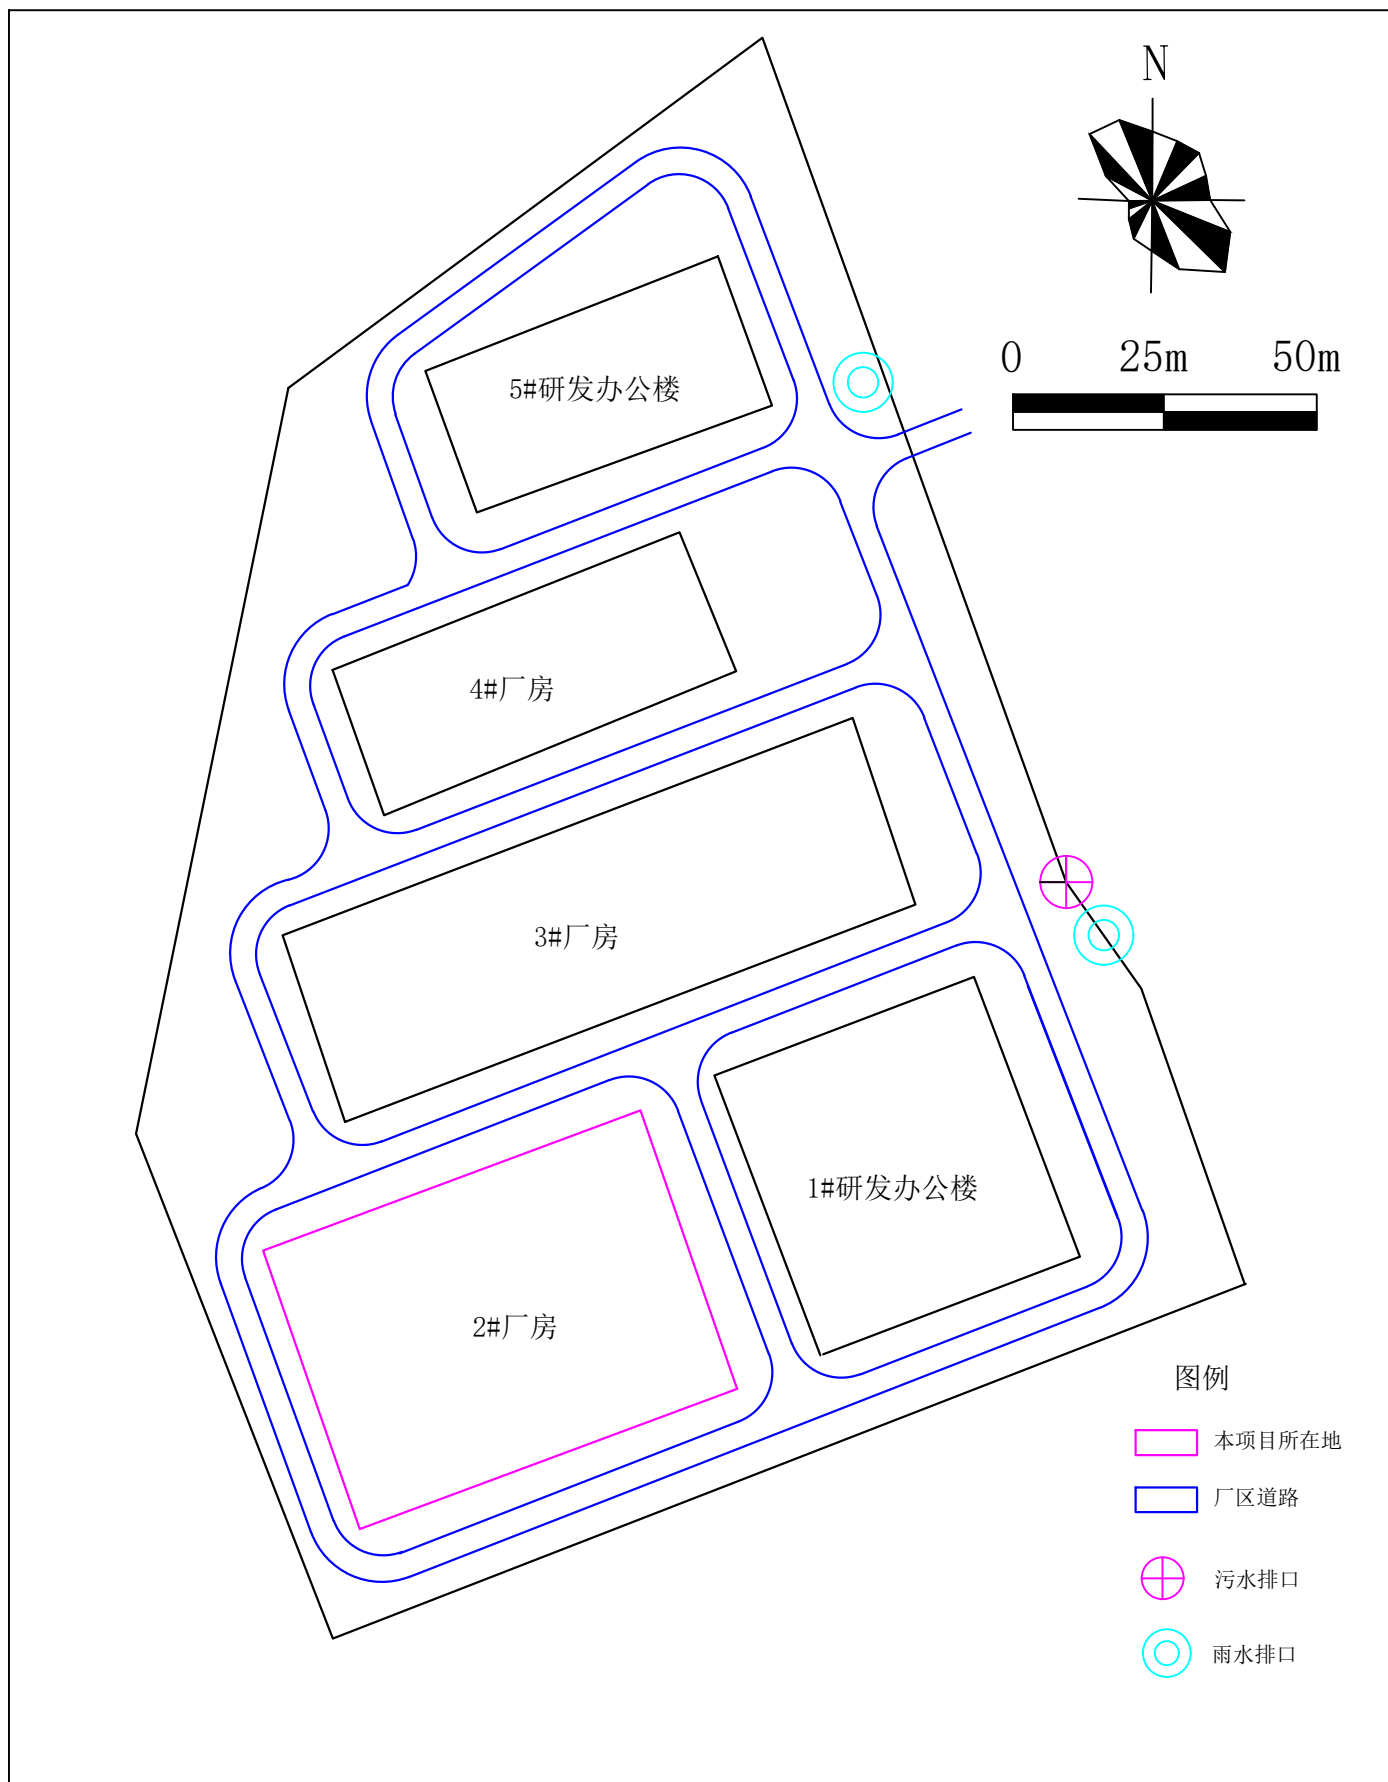 N
0 25m 50m
5#研发办公楼
4#厂房
3#厂房
1#研发办公楼
2#厂房
图例
本项目所在地
厂区道路
污水排口
雨水排口